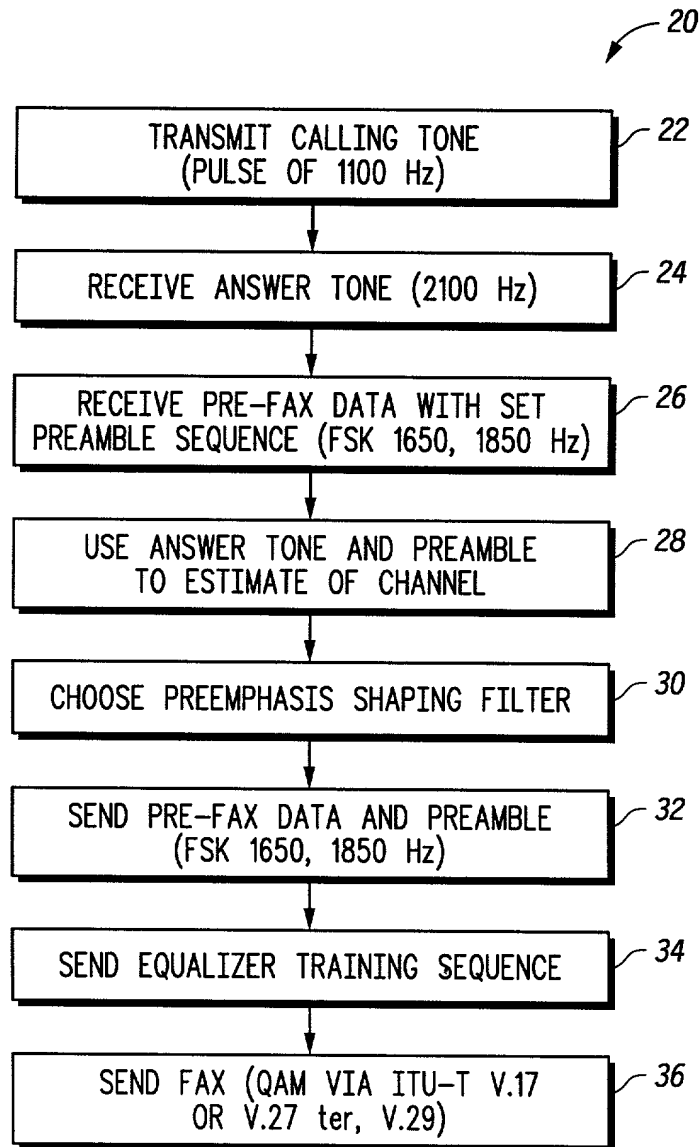 20
TRANSMIT CALLING TONE
(PULSE OF 1100 Hz)
22
RECEIVE ANSWER TONE (2100 Hz)
24
RECEIVE PRE-FAX DATA WITH SET
PREAMBLE SEQUENCE (FSK 1650, 1850 Hz)
26
USE ANSWER TONE AND PREAMBLE
TO ESTIMATE OF CHANNEL
28
CHOOSE PREEMPHASIS SHAPING FILTER
30
SEND PRE-FAX DATA AND PREAMBLE
(FSK 1650, 1850 Hz)
32
SEND EQUALIZER TRAINING SEQUENCE
34
SEND FAX (QAM VIA ITU-T V.17
OR V.27 ter, V.29)
36